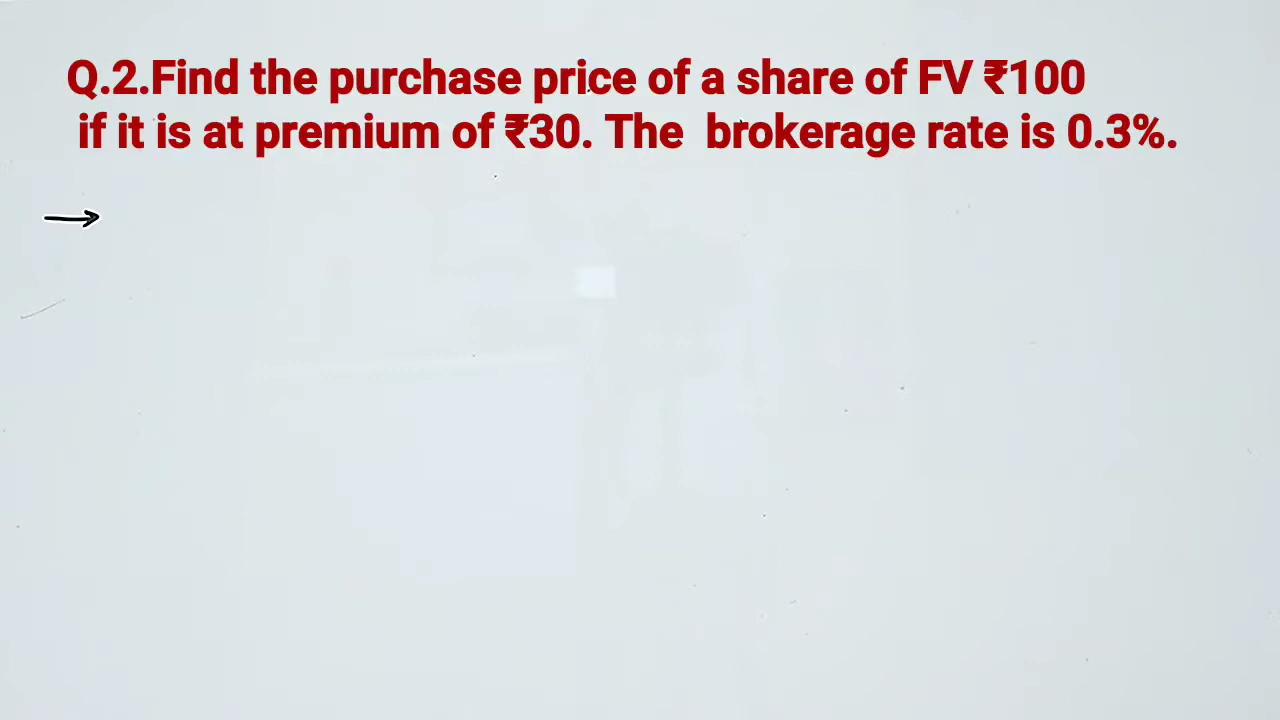 Q.2.Find the purchase price of a share of FV ₹100
if it is at premium of ₹30. The brokerage rate is 0.3%.